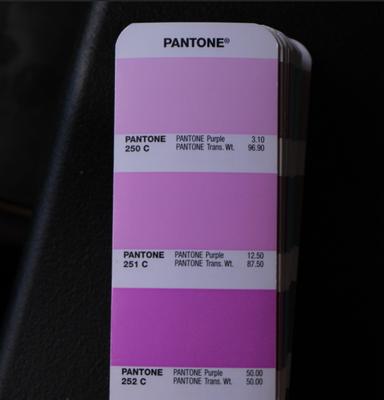 PANTONE®
PANTONE PANTONE Purple 3.10
250 C PANTONE Trans. Wt. 96.90
PANTONE PANTONE Purple 12.50
251 C PANTONE Trans. Wt. 87.50
PANTONE PANTONE Purple 50.00
252 C PANTONE Trans. Wt. 50.00